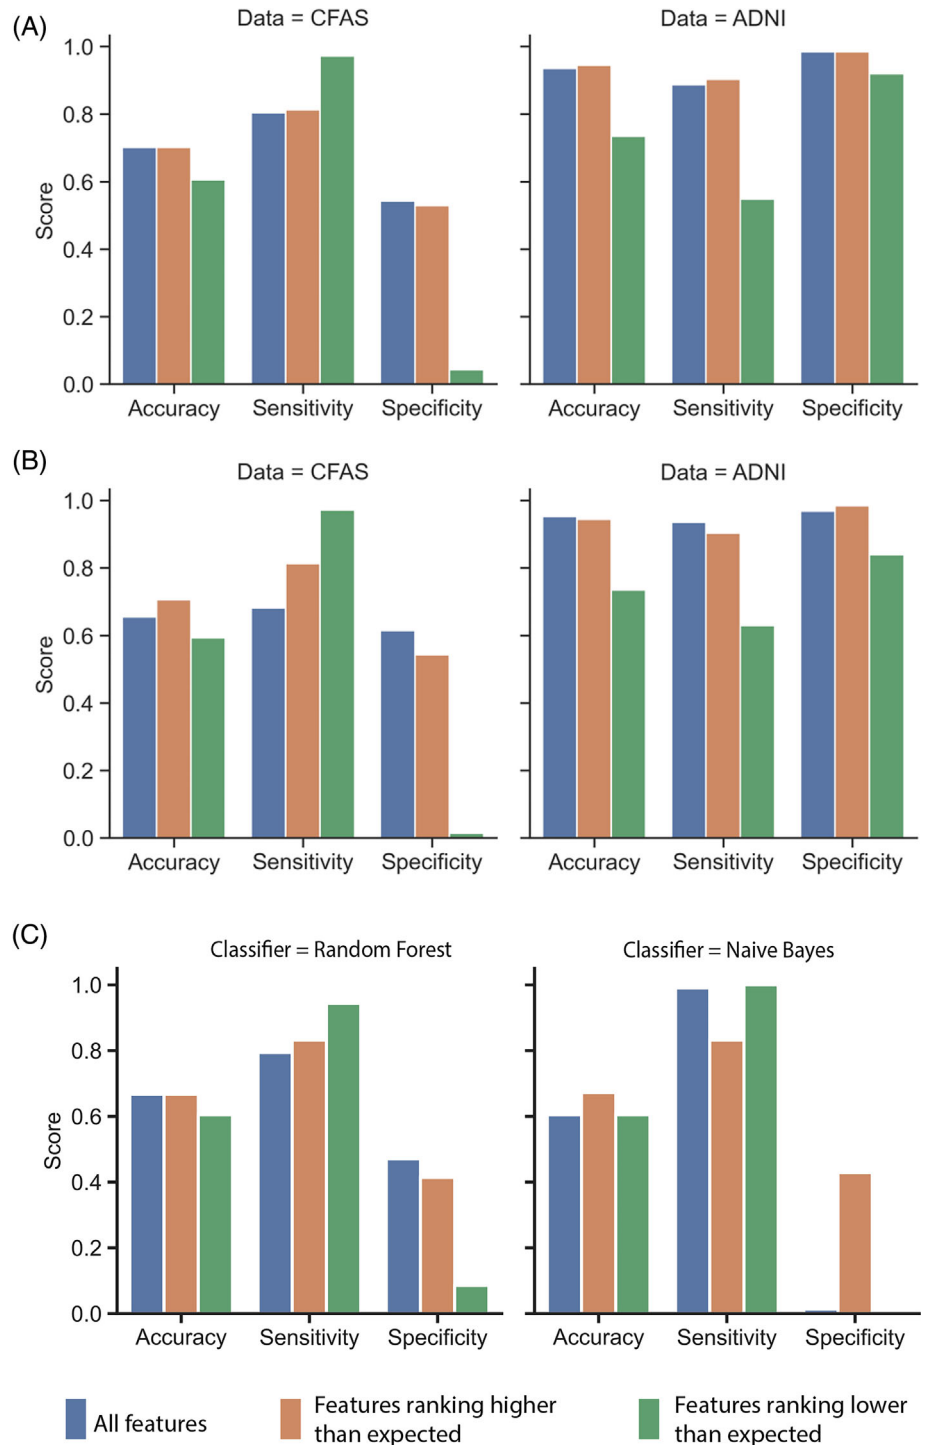 (A)
Data = CFAS
Data = ADNI
1.0
0.8
0.6
0.4
0.2
0.0
Score
Accuracy Sensitivity Specificity
Accuracy Sensitivity Specificity
(B)
Data = CFAS
Data = ADNI
1.0
0.8
0.6
0.4
0.2
0.0
Score
Accuracy Sensitivity Specificity
Accuracy Sensitivity Specificity
(C)
Classifier = Random Forest
Classifier = Naive Bayes
1.0
0.8
0.6
0.4
0.2
0.0
Score
Accuracy Sensitivity Specificity
Accuracy Sensitivity Specificity
All features
Features ranking higher
than expected
Features ranking lower
than expected